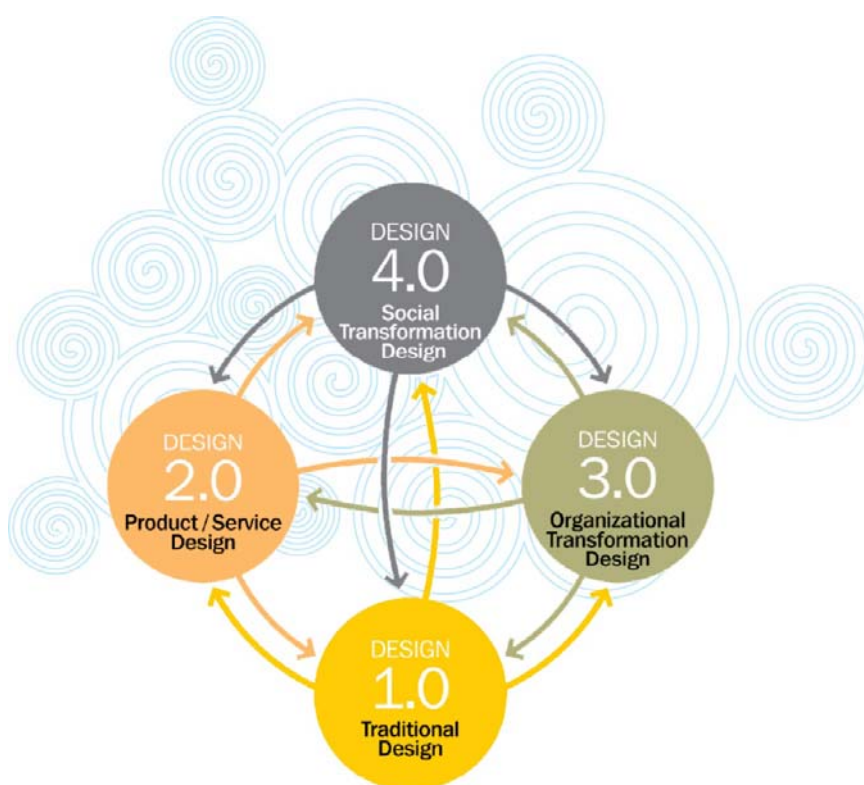 DESIGN
4.0
Social
Transformation
Design
DESIGN
2.0
Product / Service
Design
DESIGN
3.0
Organizational
Transformation
Design
DESIGN
1.0
Traditional
Design